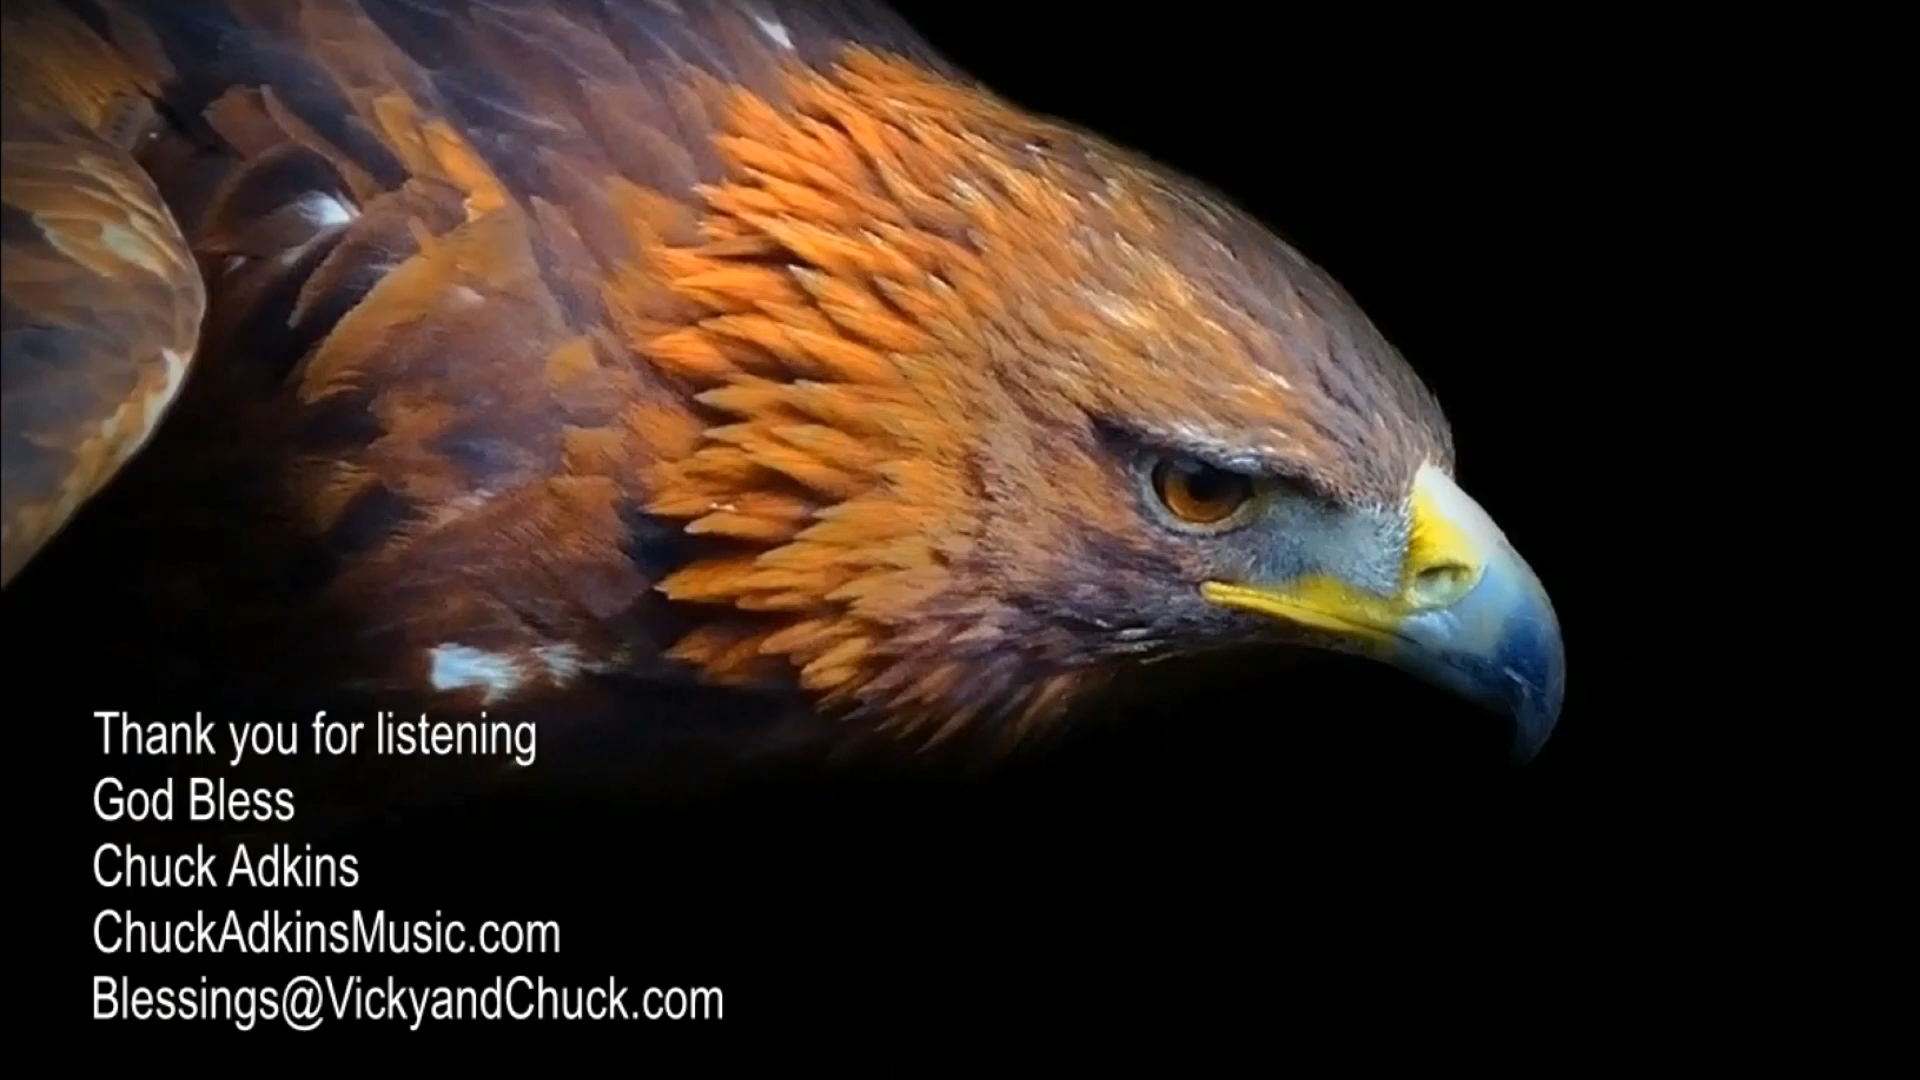 Thank you for listening
God Bless
Chuck Adkins
ChuckAdkinsMusic.com
Blessings@VickyandChuck.com